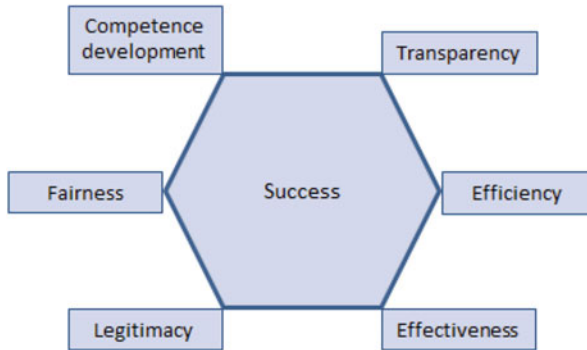 Competence
development
Transparency
Fairness
Success
Efficiency
Legitimacy
Effectiveness